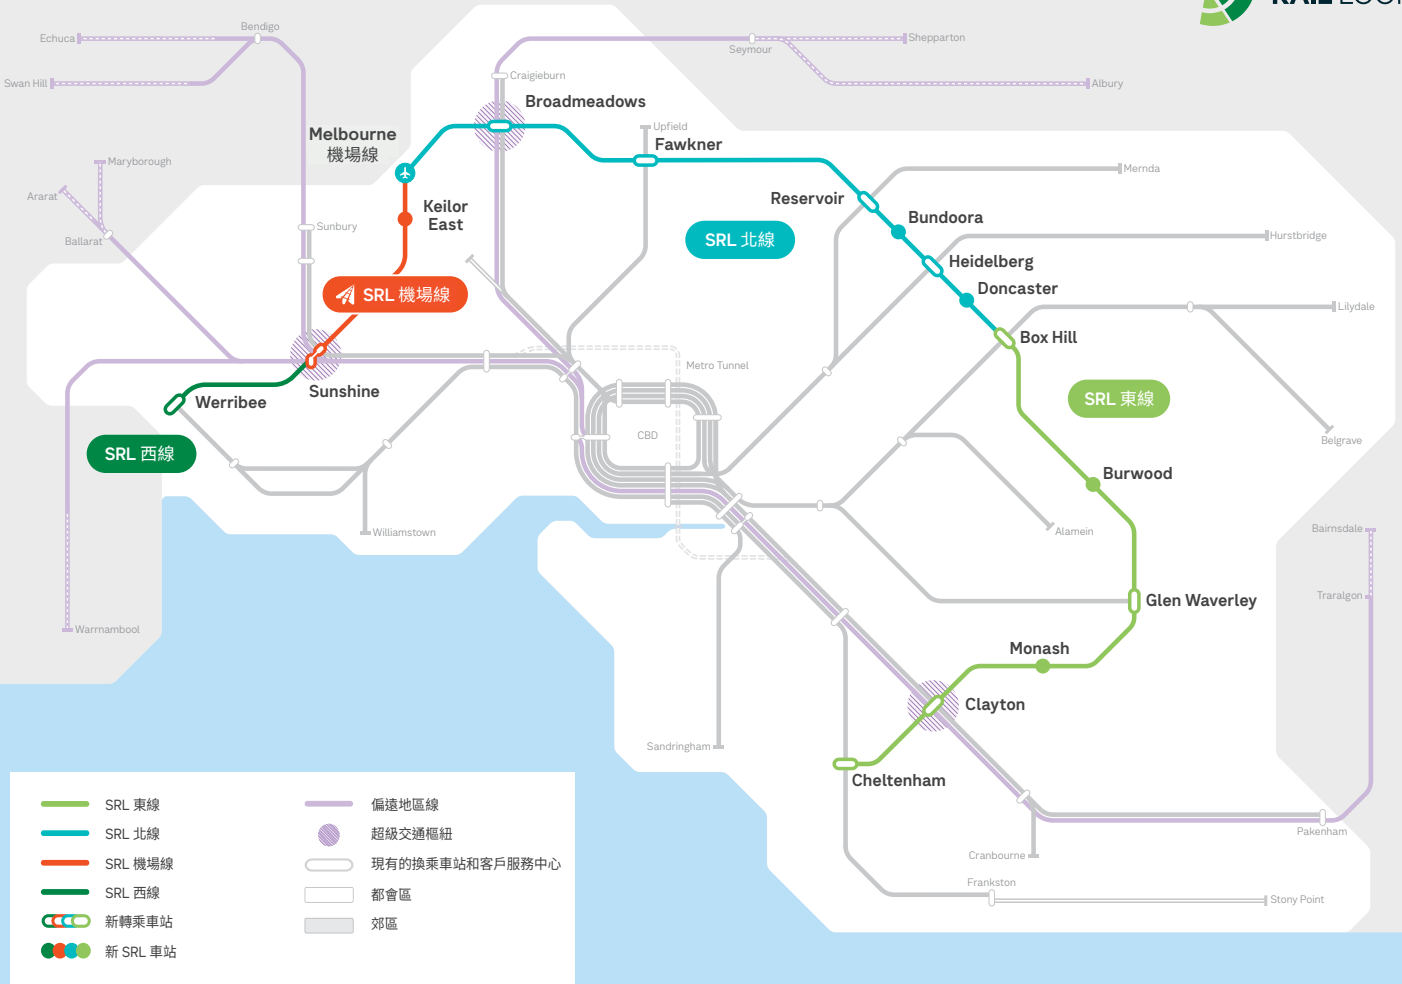 RAIL LOOP
Echuca
Bendigo
Swan Hill
Seymour
Shepparton
Albury
Craigieburn
Broadmeadows
Melbourne
機場線
Upfield
Fawkner
Maryborough
Ararat
Ballarat
Mernda
Reservoir
Keilor
East
Bundoora
Sunbury
SRL 北線
Hurstbridge
Heidelberg
Doncaster
SRL 機場線
Lilydale
Box Hill
Metro Tunnel
Sunshine
Werribee
SRL 東線
CBD
Belgrave
SRL 西線
Burwood
Williamstown
Alamein
Bairnsdale
Traralgon
Glen Waverley
Warrnambool
Monash
Clayton
Sandringham
Cheltenham
Pakenham
Cranbourne
Frankston
Stony Point
SRL 東線
SRL 北線
SRL 機場線
SRL 西線
新轉乘車站
新 SRL 車站
偏遠地區線
超級交通樞紐
現有的換乘車站和客戶服務中心
都會區
郊區